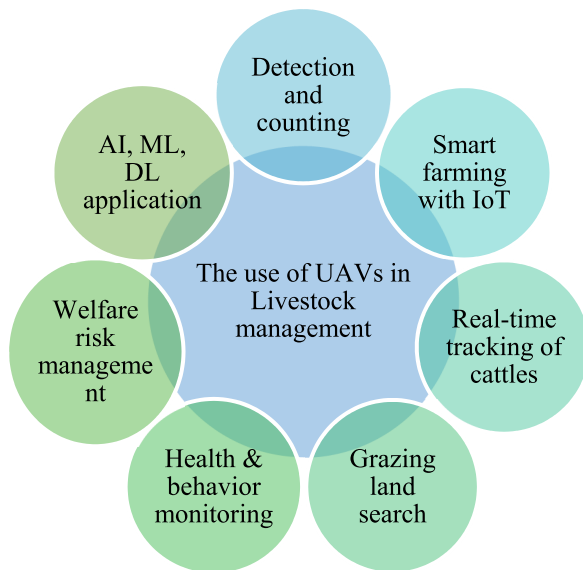 Detection
and
counting
Smart
farming
with IoT
Real-time
tracking of
cattles
Grazing
land
search
Health &
behavior
monitoring
Welfare
risk
manageme
nt
AI, ML,
DL
application
The use of UAVs in
Livestock
management